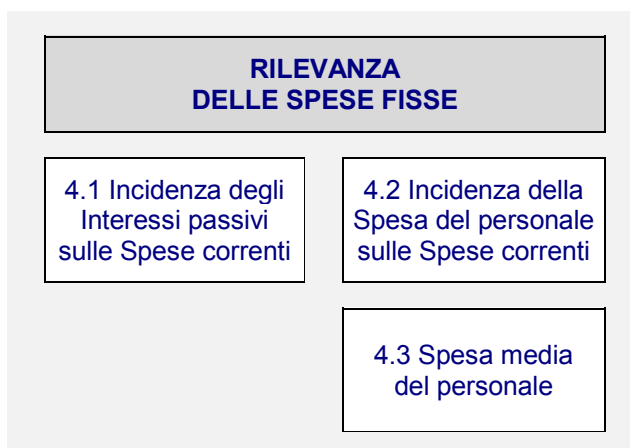 RILEVANZA
DELLE SPESE FISSE
4.1 Incidenza degli
Interessi passivi
sulle Spese correnti
4.2 Incidenza della
Spesa del personale
sulle Spese correnti
4.3 Spesa media
del personale